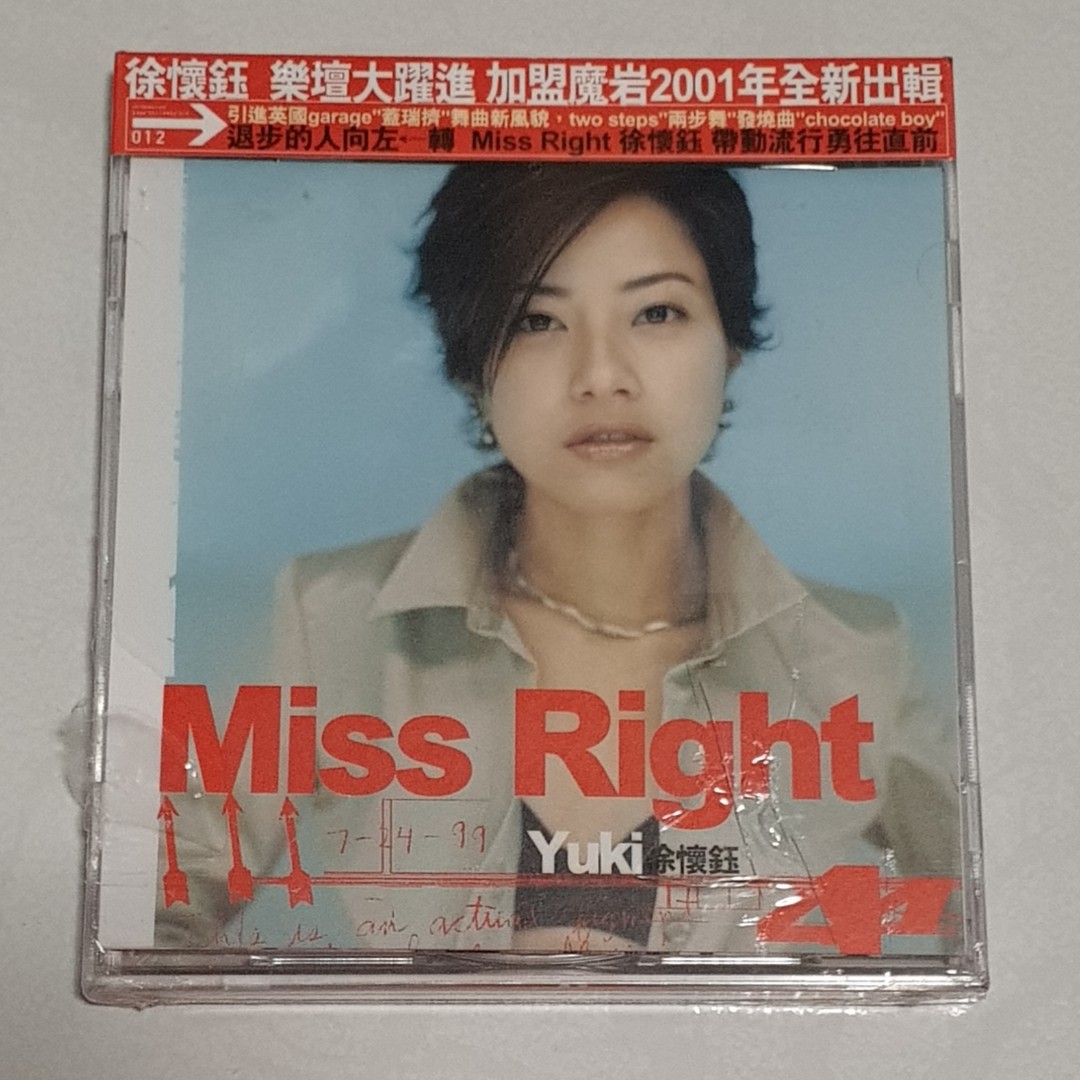 徐懷鈺 樂壇大躍進 加盟魔岩2001年全新出輯
引進英國garage"蓋瑞擠"舞曲新風貌，two steps"兩步舞"發燒曲"chocolate boy"
012
退步的人向左←轉 Miss Right 徐懷鈺 帶動流行勇往直前
Miss Right
7-24-99
Yuki 徐懷鈺
is an actual